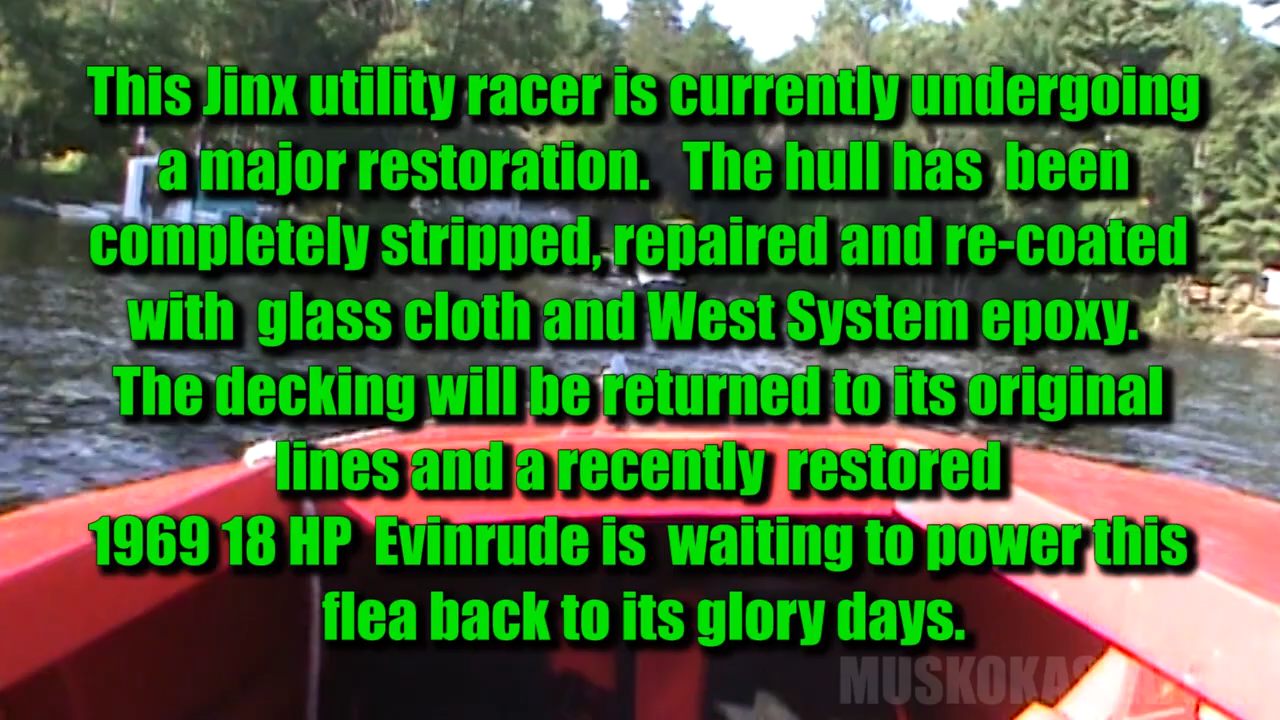 This Jinx utility racer is currently undergoing
a major restoration. The hull has been
completely stripped, repaired and re-coated
with glass cloth and West System epoxy.
The decking will be returned to its original
lines and a recently restored
1969 18 HP Evinrude is waiting to power this
flea back to its glory days.